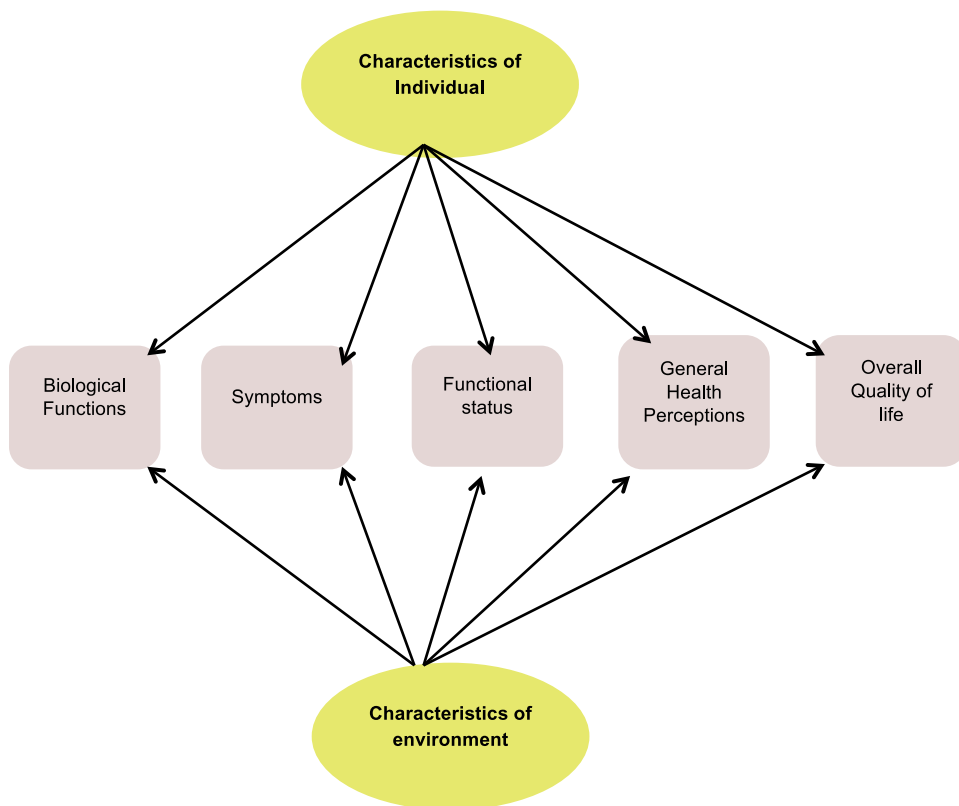 Characteristics of
Individual
Biological
Functions
Symptoms
Functional
status
General
Health
Perceptions
Overall
Quality of
life
Characteristics of
environment